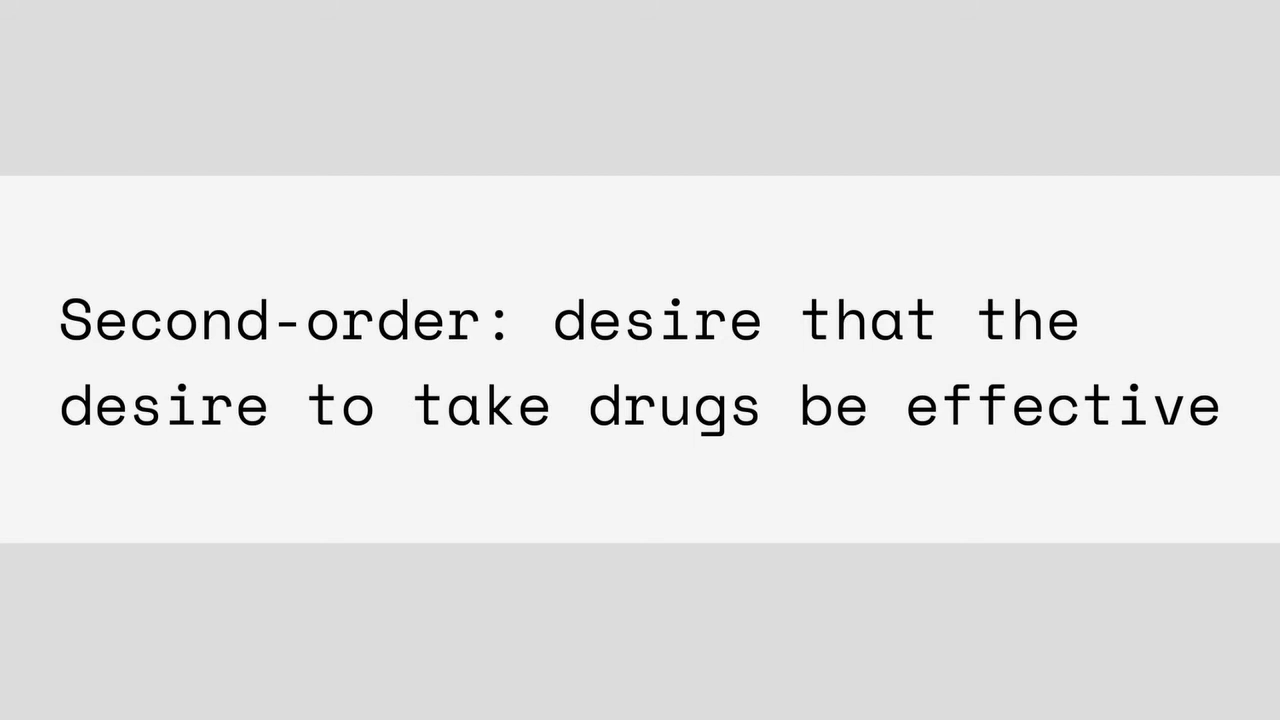 Second-order: desire that the
desire to take drugs be effective